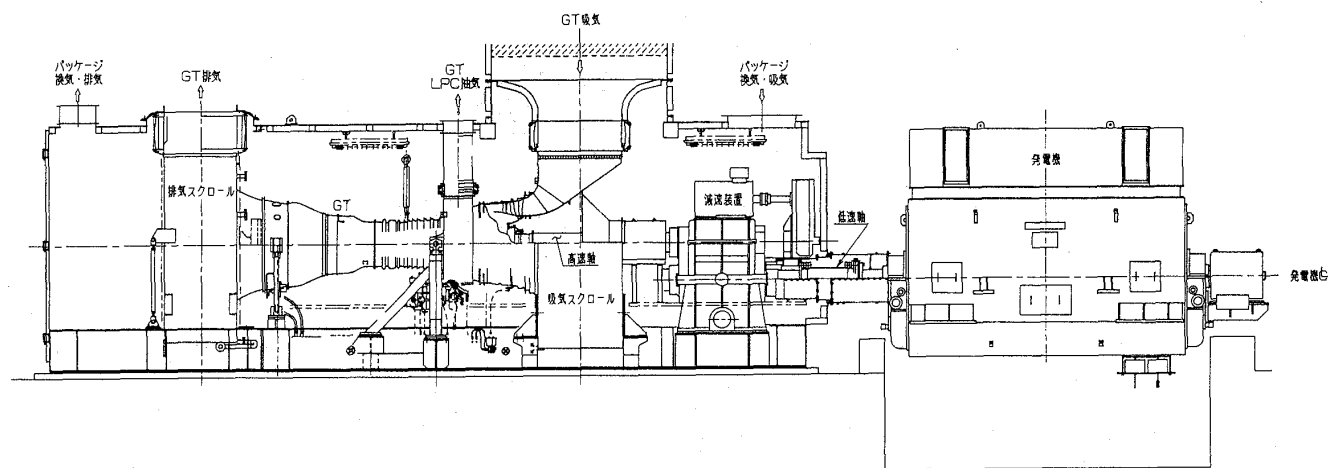 GT吸気
パッケージ
換気・排気
GT排気
GT
LPC抽気
パッケージ
換気・吸気
発電機
排気スクロール
GT
減速装置
低速軸
高速軸
吸気スクロール
発電機℄